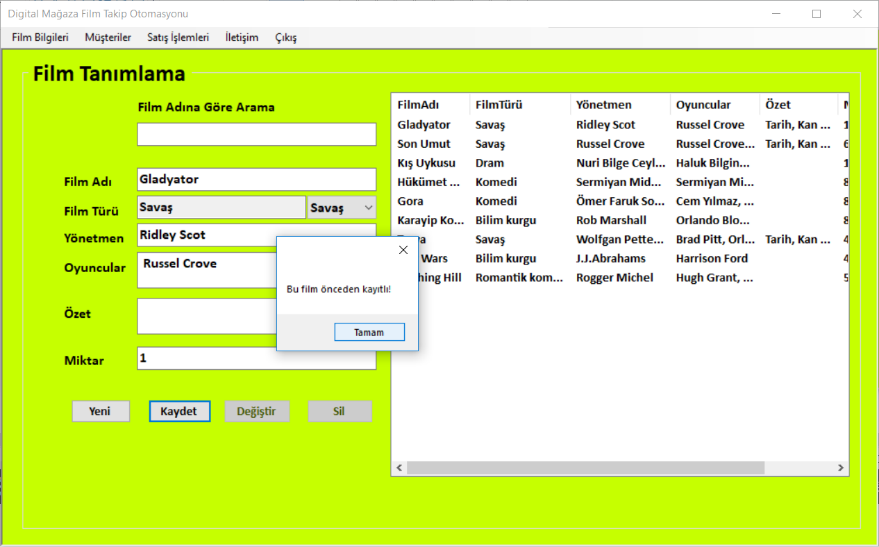 Digital Mağaza Film Takip Otomasyonu
Film Bilgileri Müşteriler Satış İşlemleri İletişim Çıkış
Film Tanımlama
Film Adına Göre Arama
Film Adı Gladyator
Film Türü Savaş Savaş
Yönetmen Ridley Scot
Oyuncular Russel Crove
Özet
Miktar 1
Yeni Kaydet Değiştir Sil
FilmAdı FilmTürü Yönetmen Oyuncular Özet
Gladyator Savaş Ridley Scot Russel Crove Tarih, Kan ... 1
Son Umut Savaş Russel Crove Russel Crove... Tarih, Kan ... 6
Kış Uykusu Dram Nuri Bilge Ceyl... Haluk Bilgin... 1
Hükümet ... Komedi Sermiyan Mid... Sermiyan Mi... 8
Gora Komedi Ömer Faruk So... Cem Yılmaz, ... 8
Karayip Ko... Bilim kurgu Rob Marshall Orlando Blo... 8
Savaş Wolfgan Pette... Brad Pitt, Orl... Tarih, Kan ... 4
Wars Bilim kurgu J.J.Abrahams Harrison Ford 4
hing Hill Romantik kom... Rogger Michel Hugh Grant, ... 5
Bu film önceden kayıtlı!
Tamam